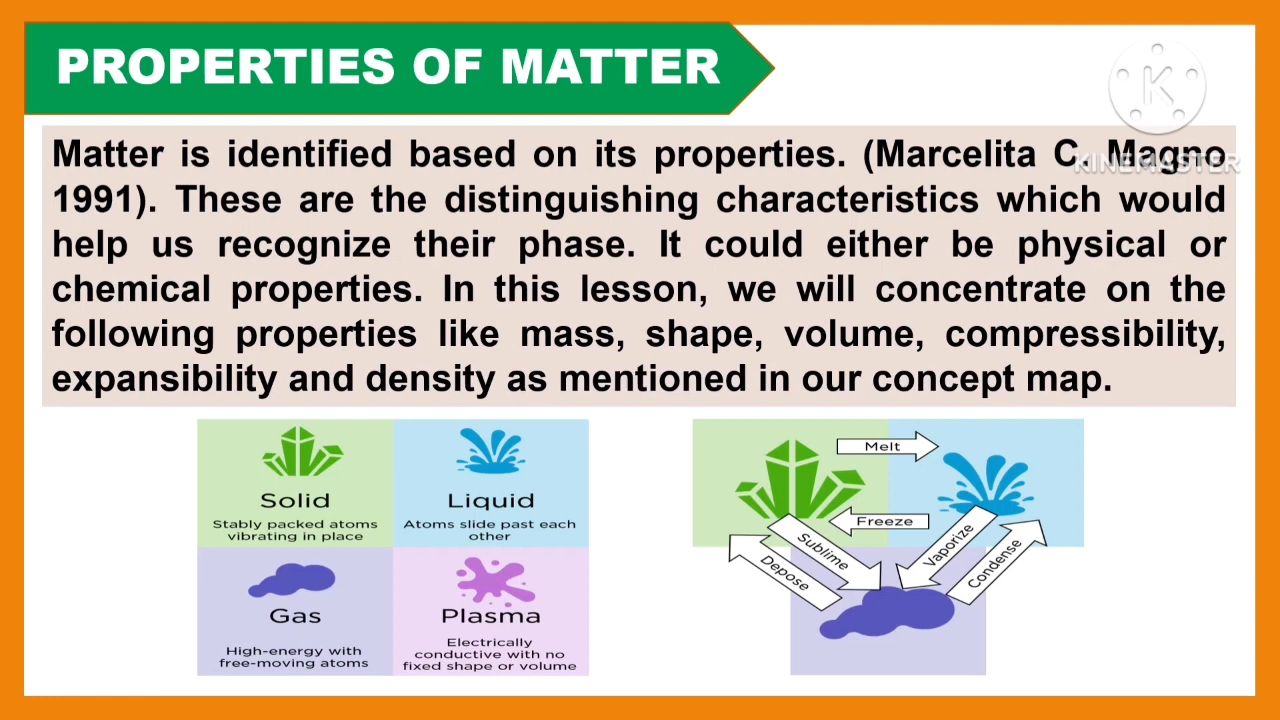 PROPERTIES OF MATTER
K
KINEMASTER
Matter is identified based on its properties. (Marcelita C. Magno
1991). These are the distinguishing characteristics which would
help us recognize their phase. It could either be physical or
chemical properties. In this lesson, we will concentrate on the
following properties like mass, shape, volume, compressibility,
expansibility and density as mentioned in our concept map.
Solid
Stably packed atoms
vibrating in place
Liquid
Atoms slide past each
other
Gas
High-energy with
free-moving atoms
Plasma
Electrically
conductive with no
fixed shape or volume
Melt
Freeze
Sublime
Depose
Vaporize
Condense